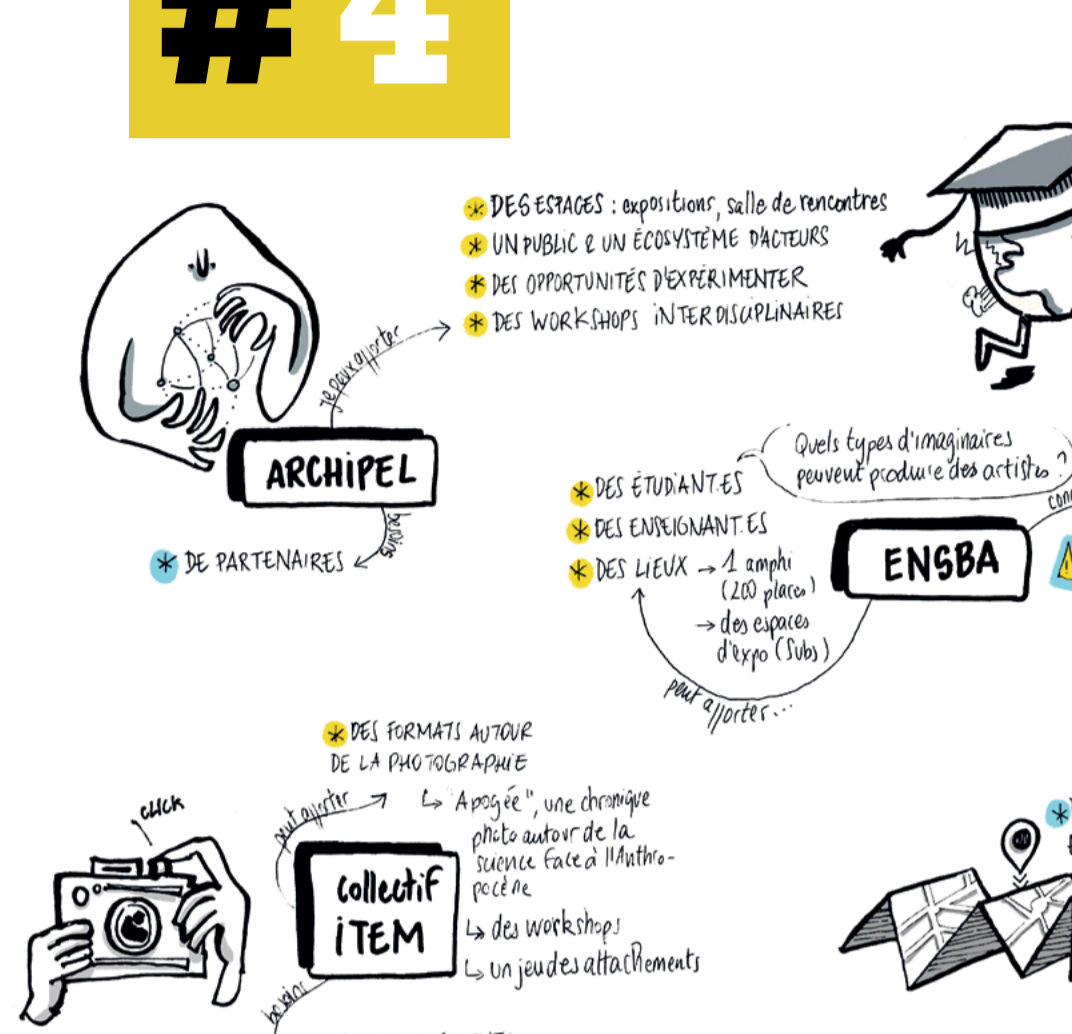 # 4
* DES ESPACES : expositions, salle de rencontres
* UN PUBLIC & UN ÉCOSYSTÈME D'ACTEURS
* DES OPPORTUNITÉS D'EXPÉRIMENTER
* DES WORKSHOPS INTERDISCIPLINAIRES
je peux apporter
ARCHIPEL
besoins
* DE PARTENAIRES
Quels types d'imaginaires
peuvent produire des artistes ?
* DES ÉTUDIANT.ES
* DES ENSEIGNANT.ES
* DES LIEUX → 1 amphi
(200 places)
→ des espaces
d'expo (Subs)
ENSBA
peut apporter...
* DES FORMATS AUTOUR
DE LA PHOTOGRAPHIE
↳ "Apogée", une chronique
photo autour de la
science face à l'Anthro-
pocène
↳ des workshops
↳ un jeu des attachements
peut apporter
CLICK
collectif
iTEM
besoins